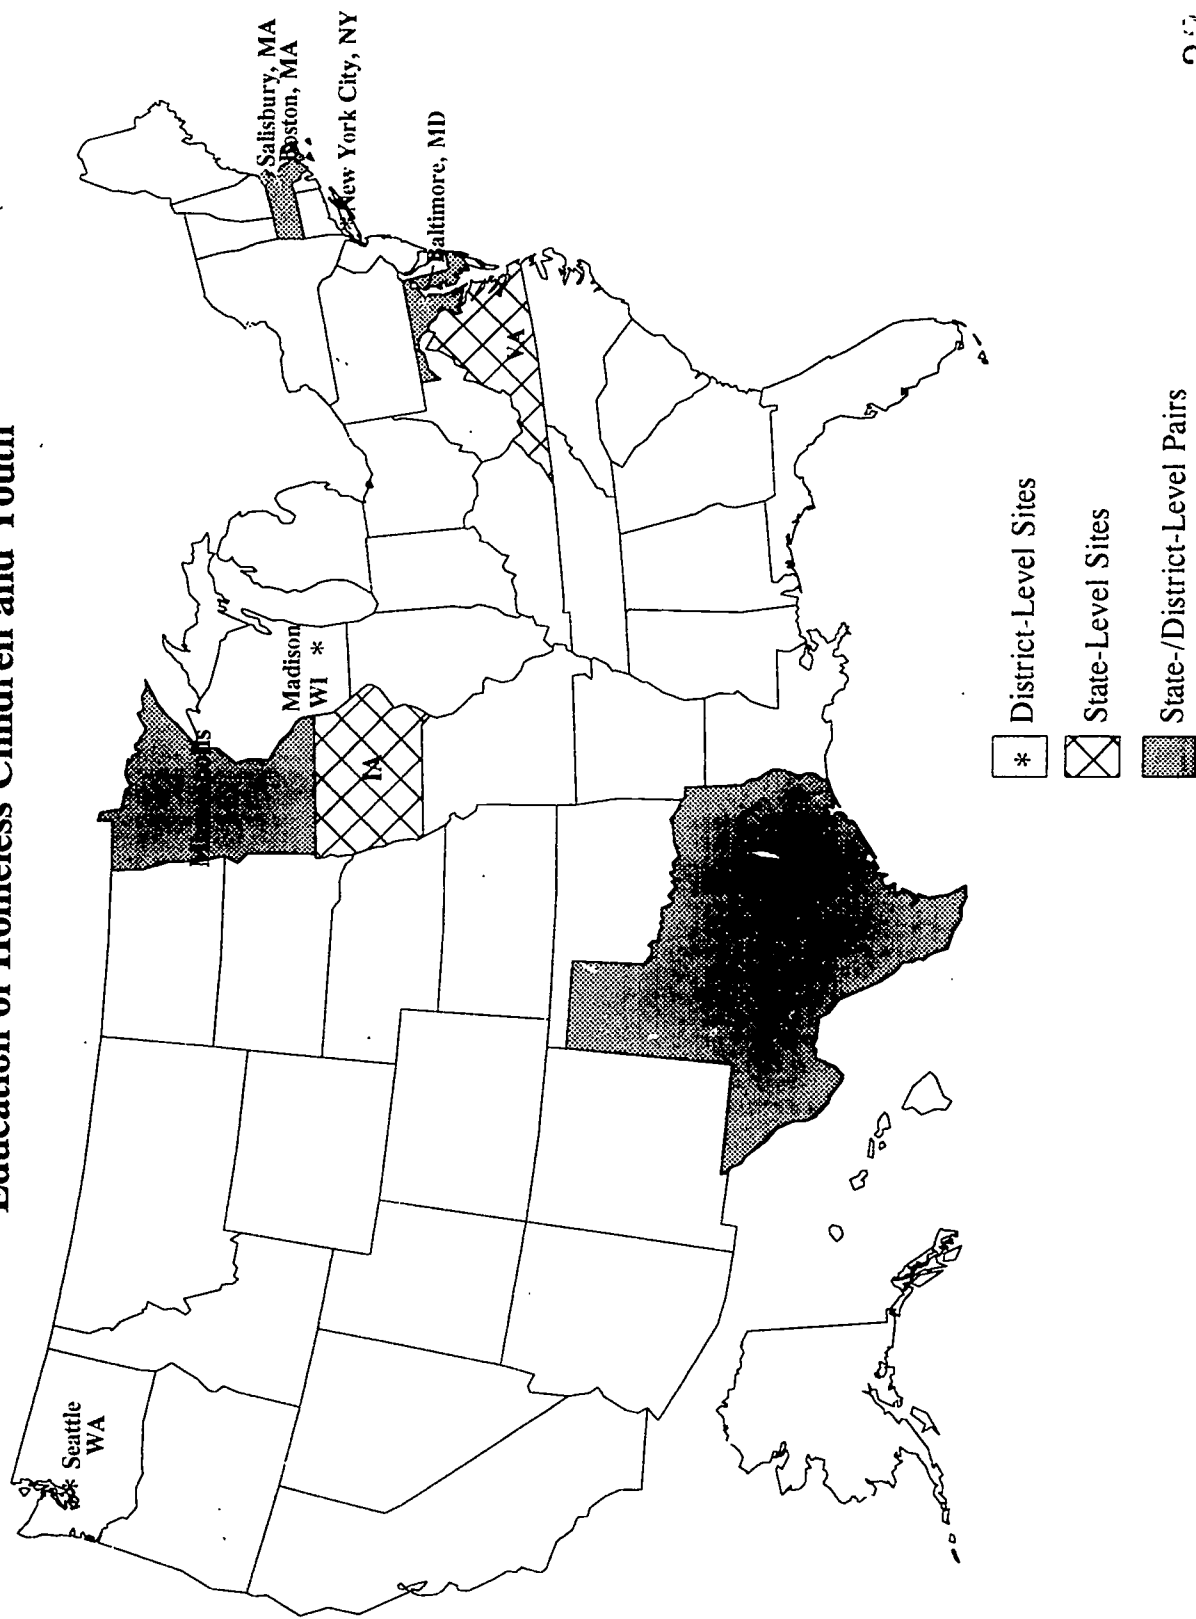 Education of Homeless Children and Youth
Salisbury, MA
Boston, MA
*New York City, NY
Baltimore, MD
VA
Madison
WI *
Minneapolis
IA
* Seattle
WA
* District-Level Sites
State-Level Sites
State-/District-Level Pairs